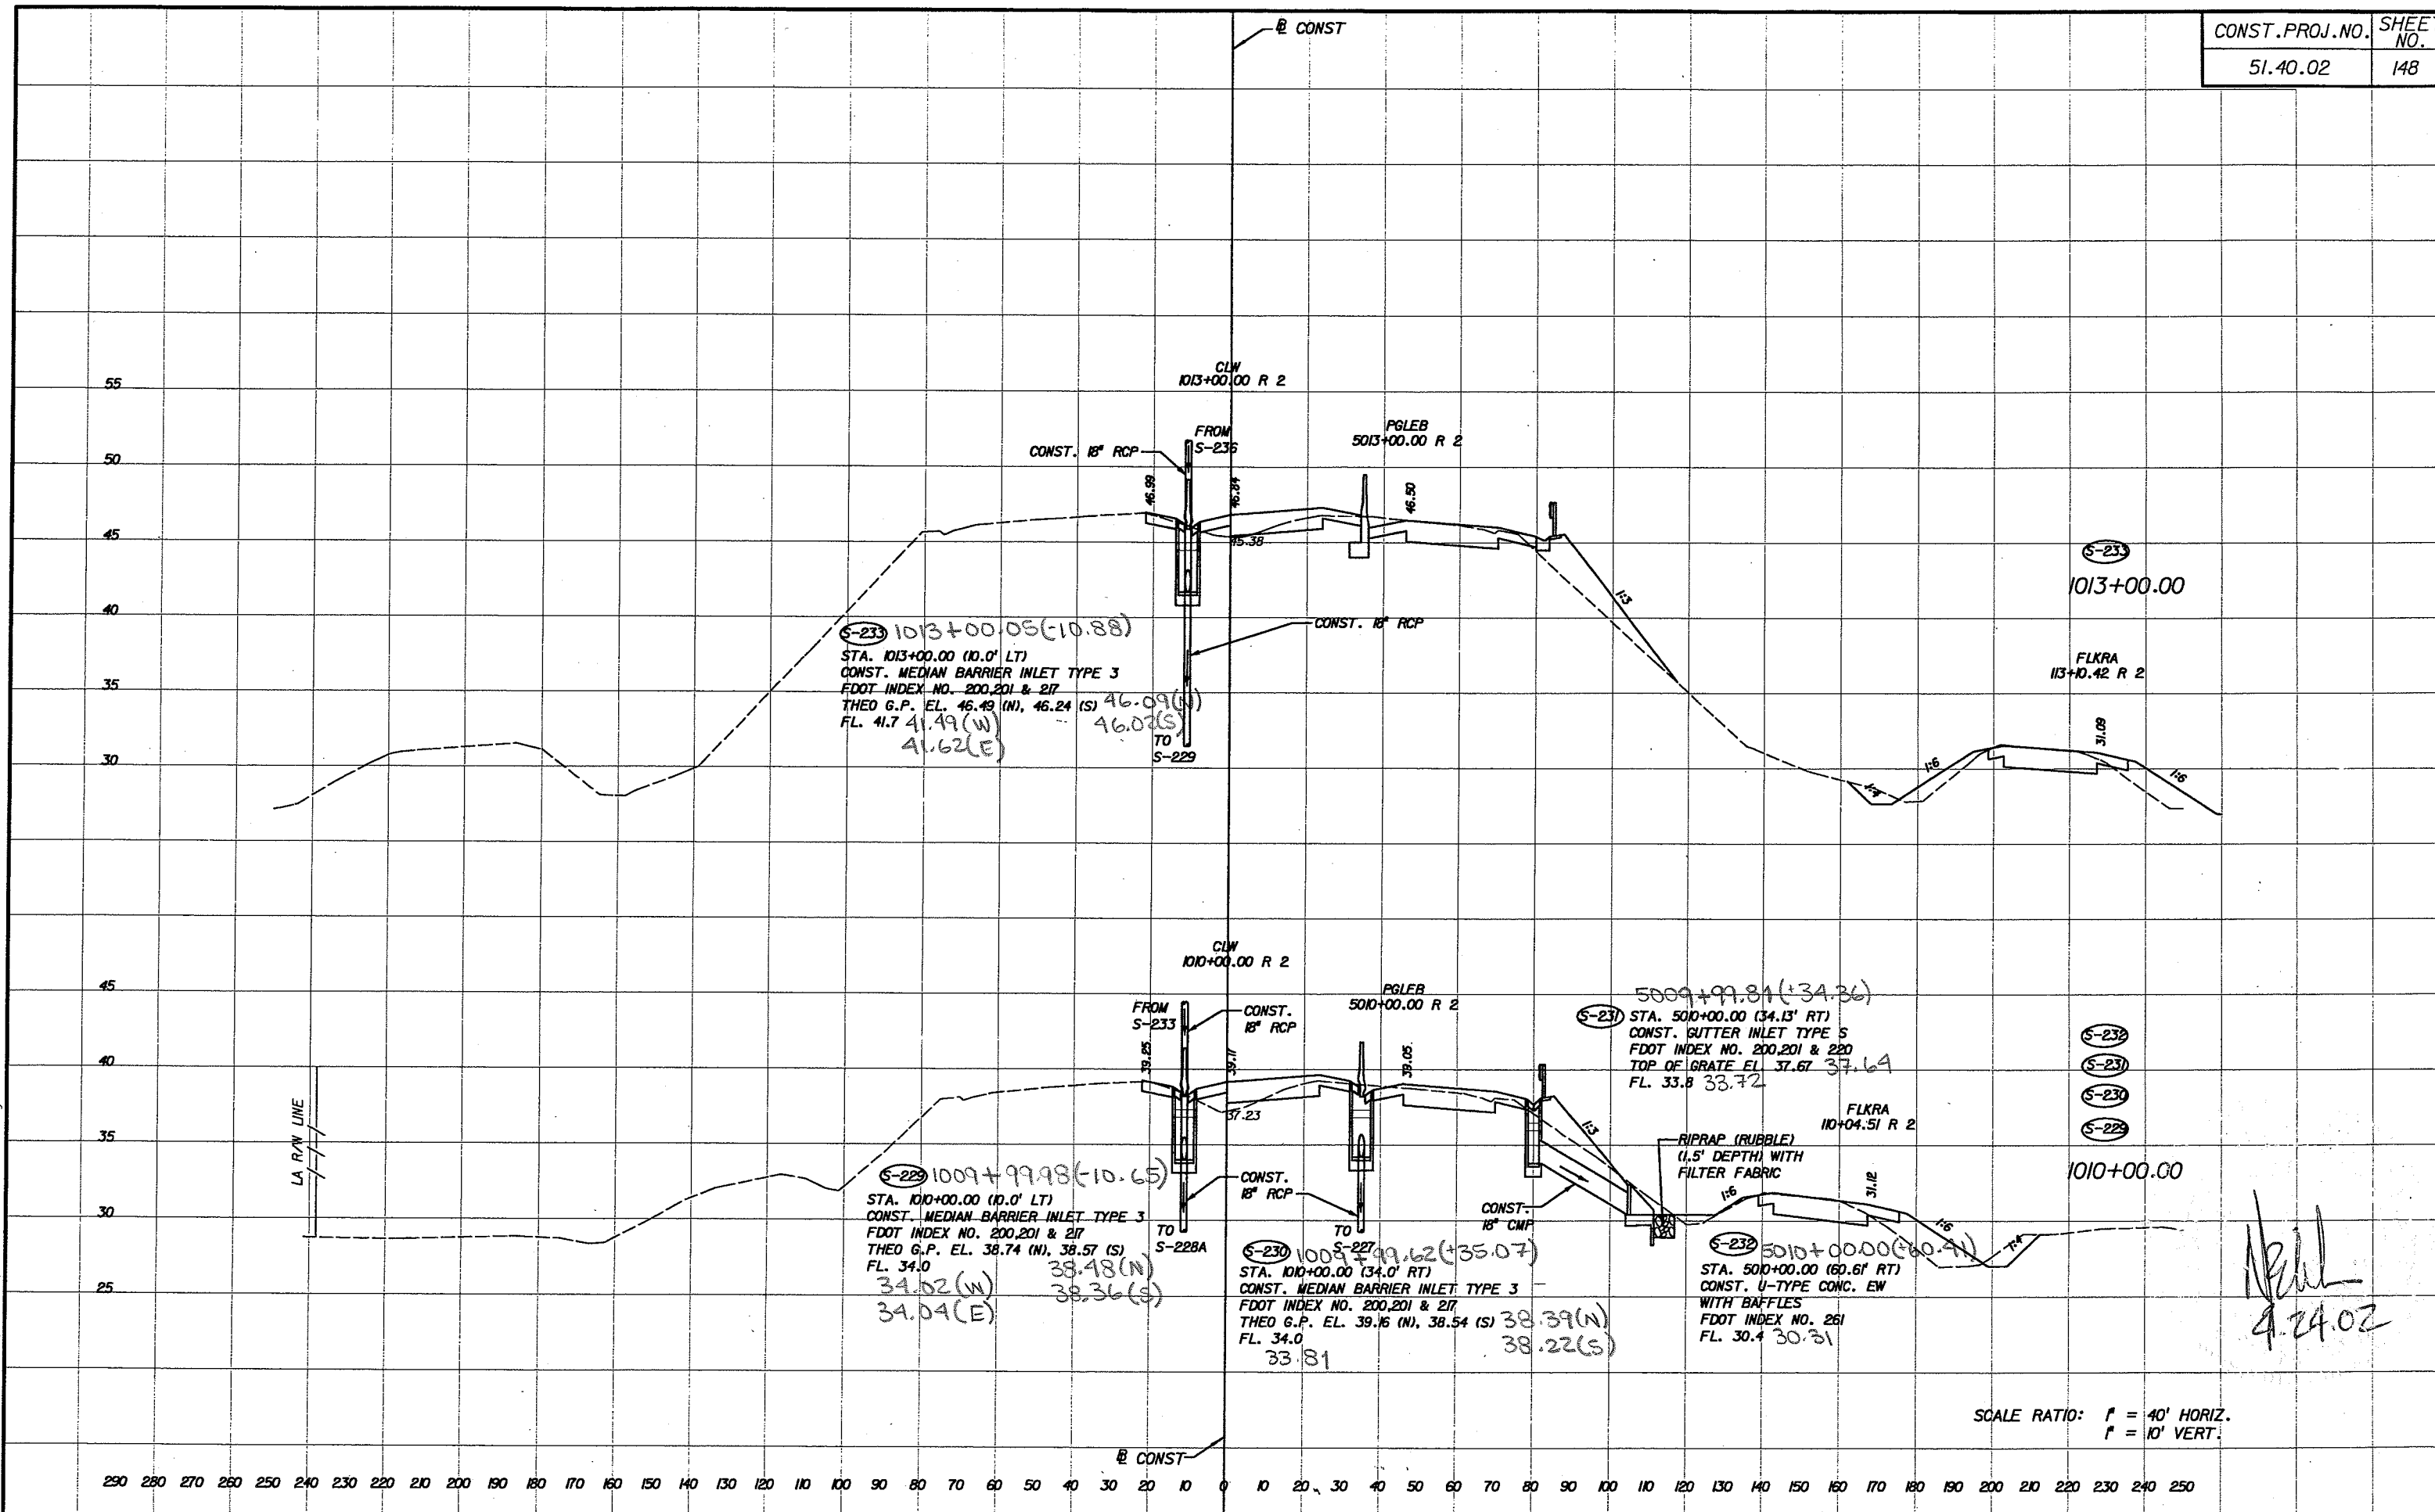 CONST.PROJ.NO. SHEE NO.
51.40.02 148
℄ CONST
CLW
1013+00.00 R 2
55
FROM
S-236
PGLEB
5013+00.00 R 2
CONST. 18" RCP
50
46.99
46.84
46.50
45
45.38
S-233
1013+00.00
40
1:3
S-233 1013+00.05(-10.88)
CONST. 18" RCP
STA. 1013+00.00 (10.0' LT)
CONST. MEDIAN BARRIER INLET TYPE 3
FDOT INDEX NO. 200,201 & 217
THEO G.P. EL. 46.49 (N), 46.24 (S) 46.09(N)
FL. 41.7 41.49(W) 46.02(S)
41.62(E)
FLKRA
113+10.42 R 2
35
TO
S-229
31.09
30
1:6
1:6
1:4
CLW
1010+00.00 R 2
45
FROM
S-233
CONST.
18" RCP
PGLEB
5010+00.00 R 2
5009+99.81(+34.36)
S-231 STA. 5010+00.00 (34.13' RT)
CONST. GUTTER INLET TYPE S
FDOT INDEX NO. 200,201 & 220
TOP OF GRATE EL. 37.67 37.64
FL. 33.8 33.72
S-232
S-231
S-230
S-229
1010+00.00
40
39.25
39.17
39.05
37.23
LA R/W LINE
35
1:3
RIPRAP (RUBBLE)
(1.5' DEPTH) WITH
FILTER FABRIC
FLKRA
110+04.51 R 2
31.12
1:6
1:6
1:4
S-229 1009+99.98(-10.65)
STA. 1010+00.00 (10.0' LT)
CONST. MEDIAN BARRIER INLET TYPE 3
FDOT INDEX NO. 200,201 & 217
THEO G.P. EL. 38.74 (N), 38.57 (S)
FL. 34.0 38.48(N)
34.02(W) 38.36(S)
34.04(E)
CONST.
18" RCP
30
TO
S-228A
TO
S-227
CONST.
18" CMP
S-230 1009+99.62(+35.07)
STA. 1010+00.00 (34.0' RT)
CONST. MEDIAN BARRIER INLET TYPE 3
FDOT INDEX NO. 200,201 & 217
THEO G.P. EL. 39.16 (N), 38.54 (S) 38.39(N)
FL. 34.0 38.22(S)
33.81
S-232 5010+00.00(+60.41)
STA. 5010+00.00 (60.61' RT)
CONST. U-TYPE CONC. EW
WITH BAFFLES
FDOT INDEX NO. 261
FL. 30.4 30.31
25
4.24.02
SCALE RATIO: 1" = 40' HORIZ.
1" = 10' VERT.
℄ CONST
290 280 270 260 250 240 230 220 210 200 190 180 170 160 150 140 130 120 110 100 90 80 70 60 50 40 30 20 10 0 10 20 30 40 50 60 70 80 90 100 110 120 130 140 150 160 170 180 190 200 210 220 230 240 250